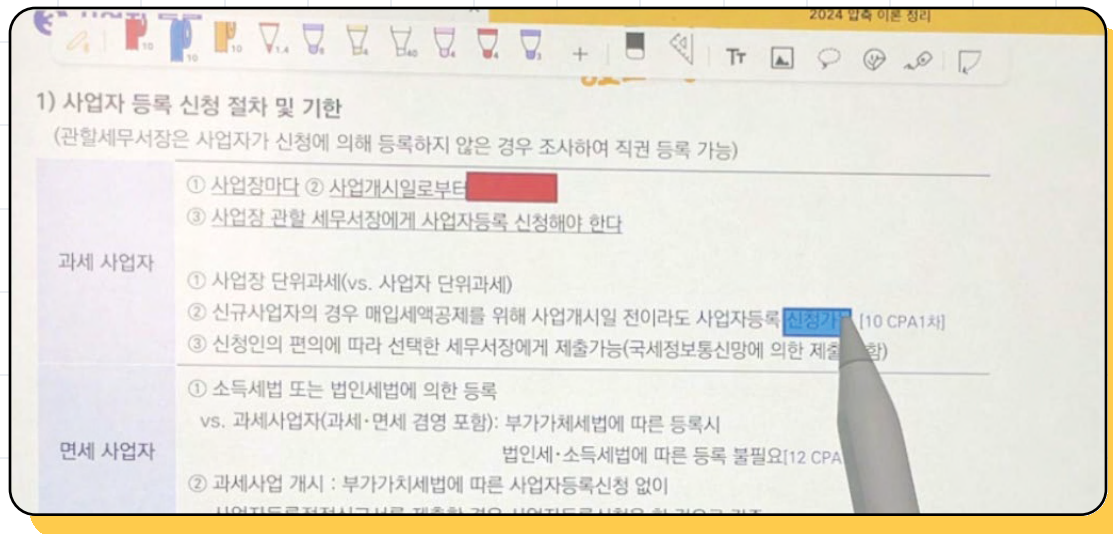 2024 압축 이론 정리
10
10
10
1.4
Tт
1) 사업자 등록 신청 절차 및 기한
(관할세무서장은 사업자가 신청에 의해 등록하지 않은 경우 조사하여 직권 등록 가능)
과세 사업자
① 사업장마다 ② 사업개시일로부터
③ 사업장 관할 세무서장에게 사업자등록 신청해야 한다
① 사업장 단위과세(vs. 사업자 단위과세)
② 신규사업자의 경우 매입세액공제를 위해 사업개시일 전이라도 사업자등록 [10 CPA1차]
③ 신청인의 편의에 따라 선택한 세무서장에게 제출가능(국세정보통신망에 의한 제출 함)
면세 사업자
① 소득세법 또는 법인세법에 의한 등록
vs. 과세사업자(과세·면세 겸영 포함): 부가가체세법에 따른 등록시
법인세·소득세법에 따른 등록 불필요[12 CPA
② 과세사업 개시 : 부가가치세법에 따른 사업자등록신청 없이